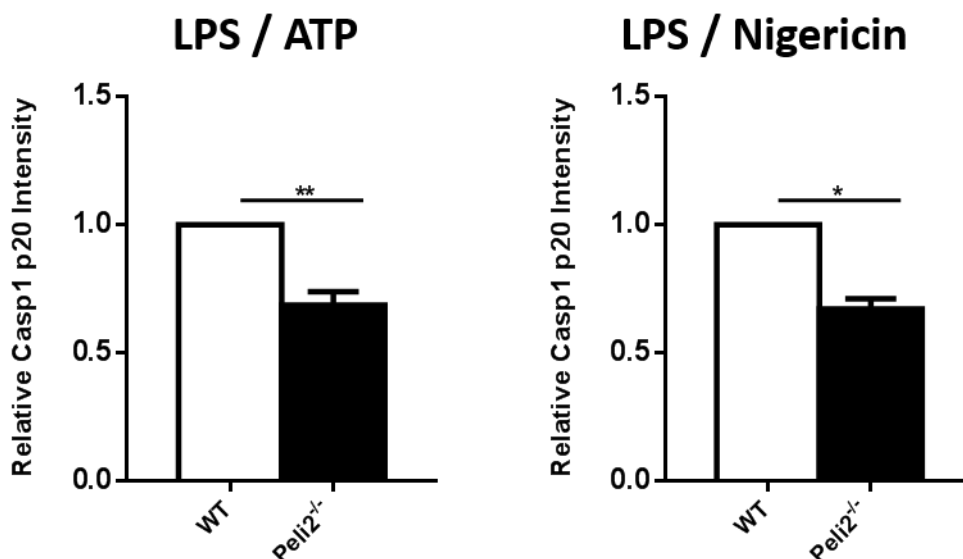 LPS / ATP
Relative Casp1 p20 Intensity
1.5
1.0
0.5
0.0
**
WT
Peli2-/-
LPS / Nigericin
Relative Casp1 p20 Intensity
1.5
1.0
0.5
0.0
*
WT
Peli2-/-